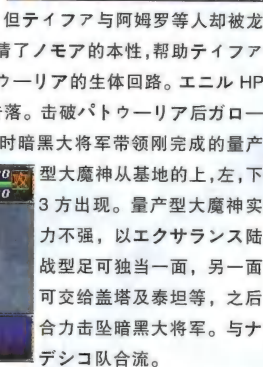 但ティファ与阿姆罗等人却被龙
清了ノモア的本性,帮助ティファ
ゥーリア的生体回路。エニル HP
落。击破パトゥーリア后ガロー
时暗黑大将军带领刚完成的量产
型大魔神从基地的上,左,下
3 方出现。量产型大魔神实
力不强，以エクサランス陆
战型足可独当一面，另一面
可交给盖塔及泰坦等，之后
合力击坠暗黑大将军。与ナ
デシコ队合流。